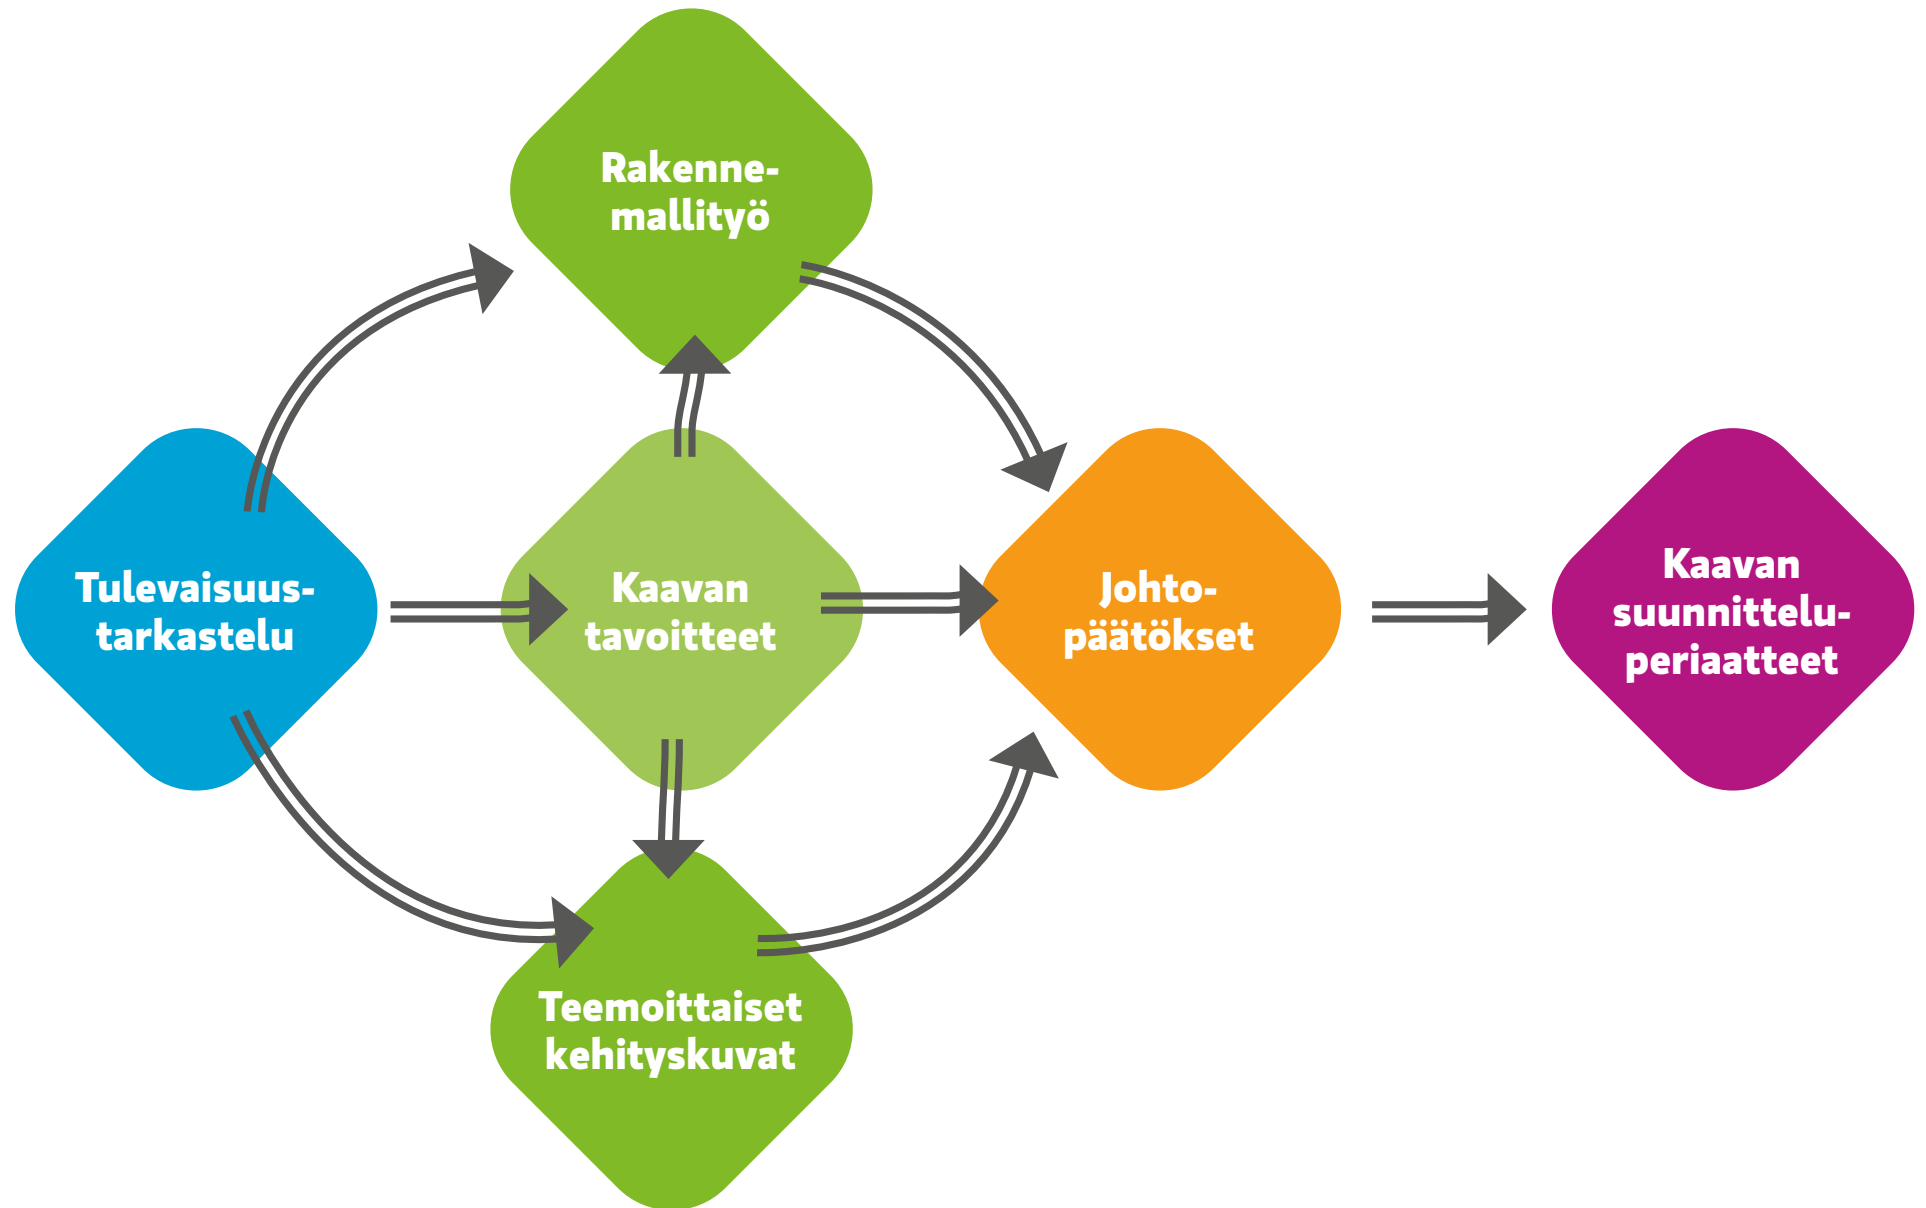 Rakenne-
mallityö
Tulevaisuus-
tarkastelu
Kaavan
tavoitteet
Johto-
päätökset
Kaavan
suunnittelu-
periaatteet
Teemoittaiset
kehityskuvat